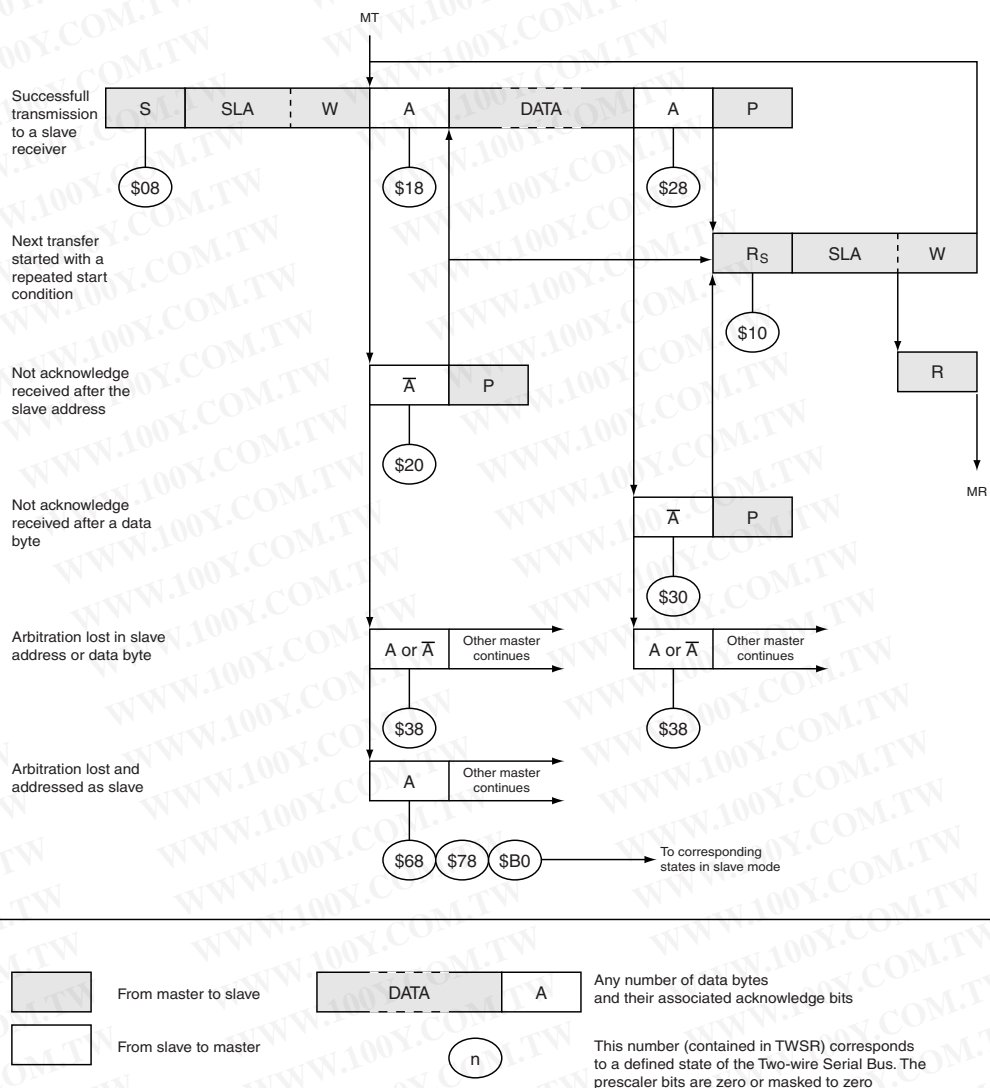 MT
Successfull
transmission
to a slave
receiver
S
SLA
W
A
DATA
A
P
$08
$18
$28
Next transfer
started with a
repeated start
condition
RS
SLA
W
$10
Not acknowledge
received after the
slave address
A̅
P
R
$20
MR
Not acknowledge
received after a data
byte
A̅
P
$30
Arbitration lost in slave
address or data byte
A or A̅
Other master
continues
A or A̅
Other master
continues
$38
$38
Arbitration lost and
addressed as slave
A
Other master
continues
$68
$78
$B0
To corresponding
states in slave mode
From master to slave
DATA
A
Any number of data bytes
and their associated acknowledge bits
From slave to master
n
This number (contained in TWSR) corresponds
to a defined state of the Two-wire Serial Bus. The
prescaler bits are zero or masked to zero
WWW.100Y.COM.TW